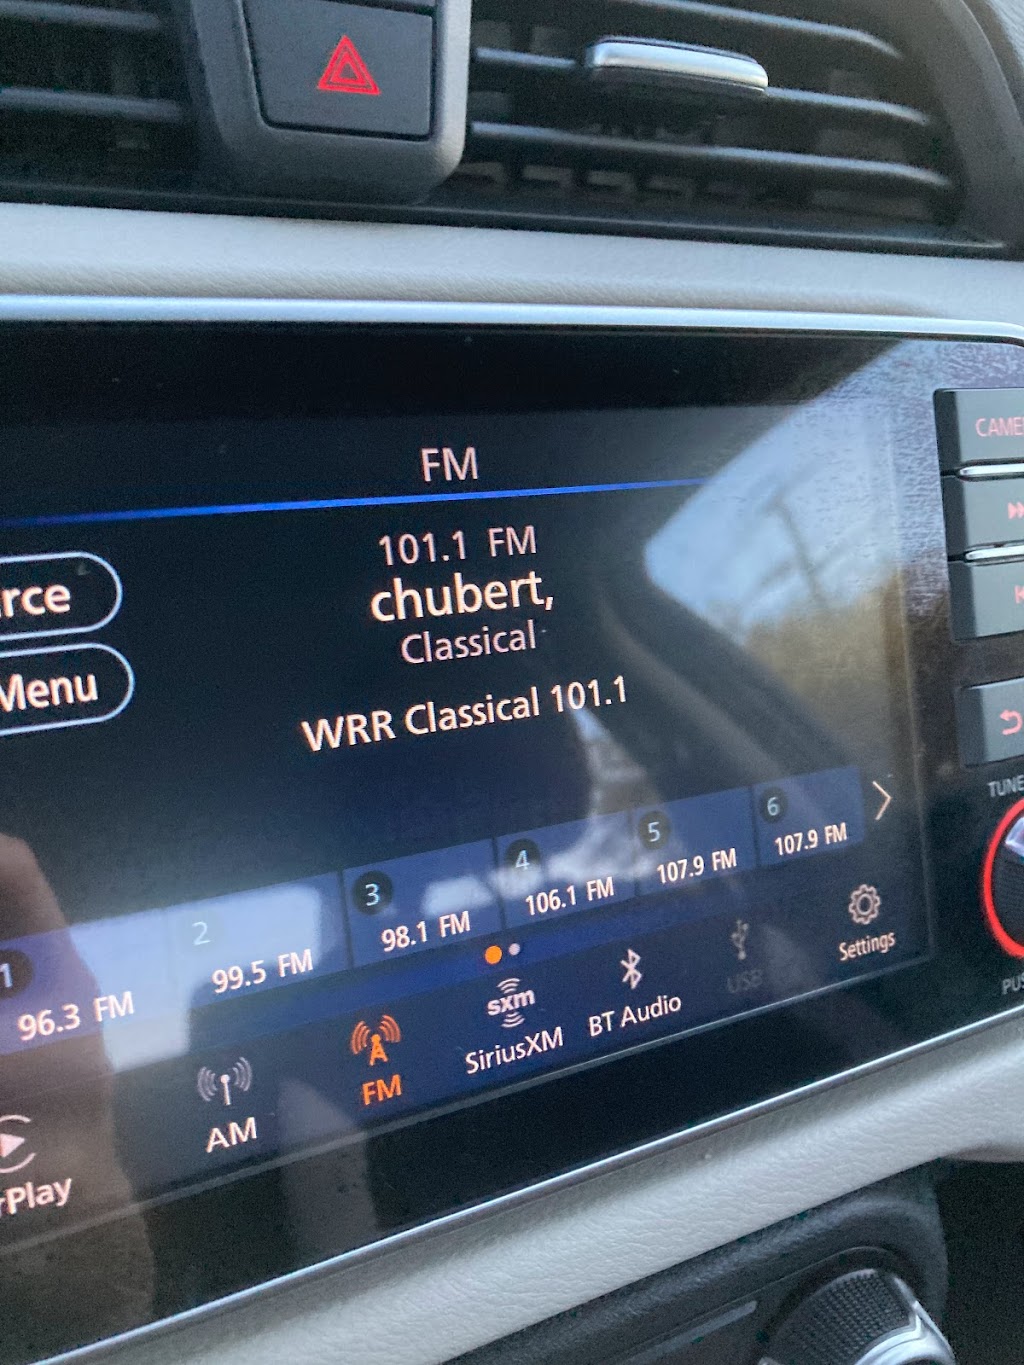 CAME
FM
101.1 FM
chubert,
Classical
WRR Classical 101.1
rce
Menu
TUNE
1 96.3 FM
2 99.5 FM
3 98.1 FM
4 106.1 FM
5 107.9 FM
6 107.9 FM
rPlay
AM
FM
sxm
SiriusXM
BT Audio
USB
Settings
PUS